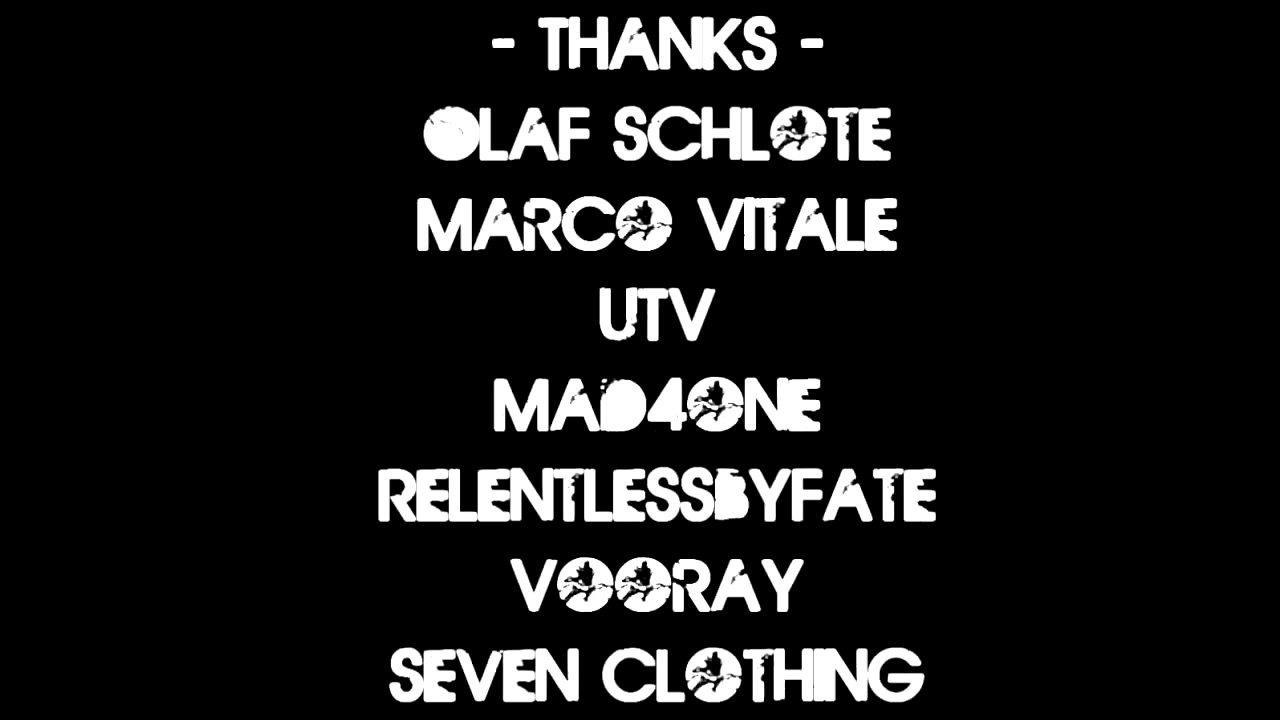 - THANKS -
OLAF SCHLOTE
MARCO VITALE
UTV
MAD4ONE
RELENTLESSBYFATE
VOORAY
SEVEN CLOTHING